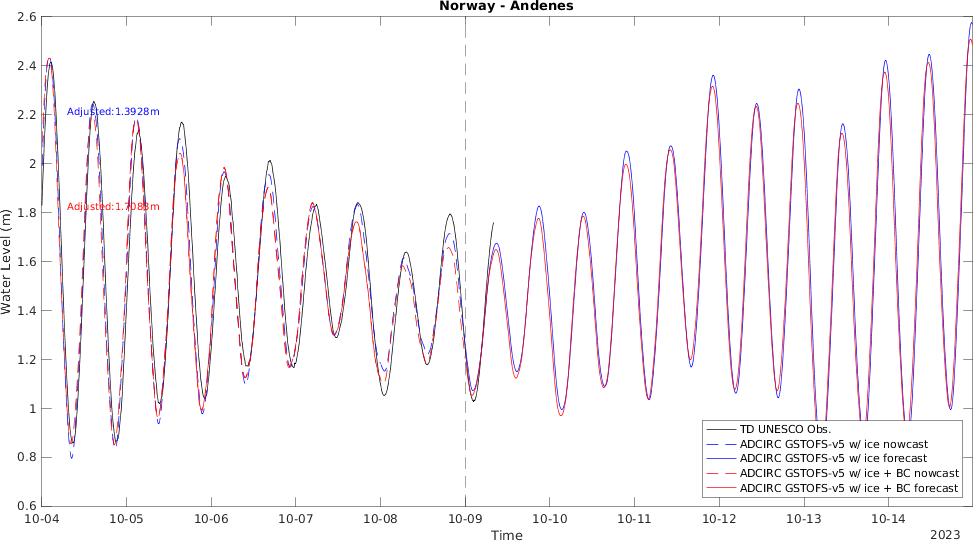 Norway - Andenes
2.6
2.4
2.2
2
1.8
1.6
1.4
1.2
1
0.8
0.6
Water Level (m)
Adjusted:1.3928m
Adjusted:1.7083m
TD UNESCO Obs.
ADCIRC GSTOFS-v5 w/ ice nowcast
ADCIRC GSTOFS-v5 w/ ice forecast
ADCIRC GSTOFS-v5 w/ ice + BC nowcast
ADCIRC GSTOFS-v5 w/ ice + BC forecast
10-04 10-05 10-06 10-07 10-08 10-09 10-10 10-11 10-12 10-13 10-14
Time
2023